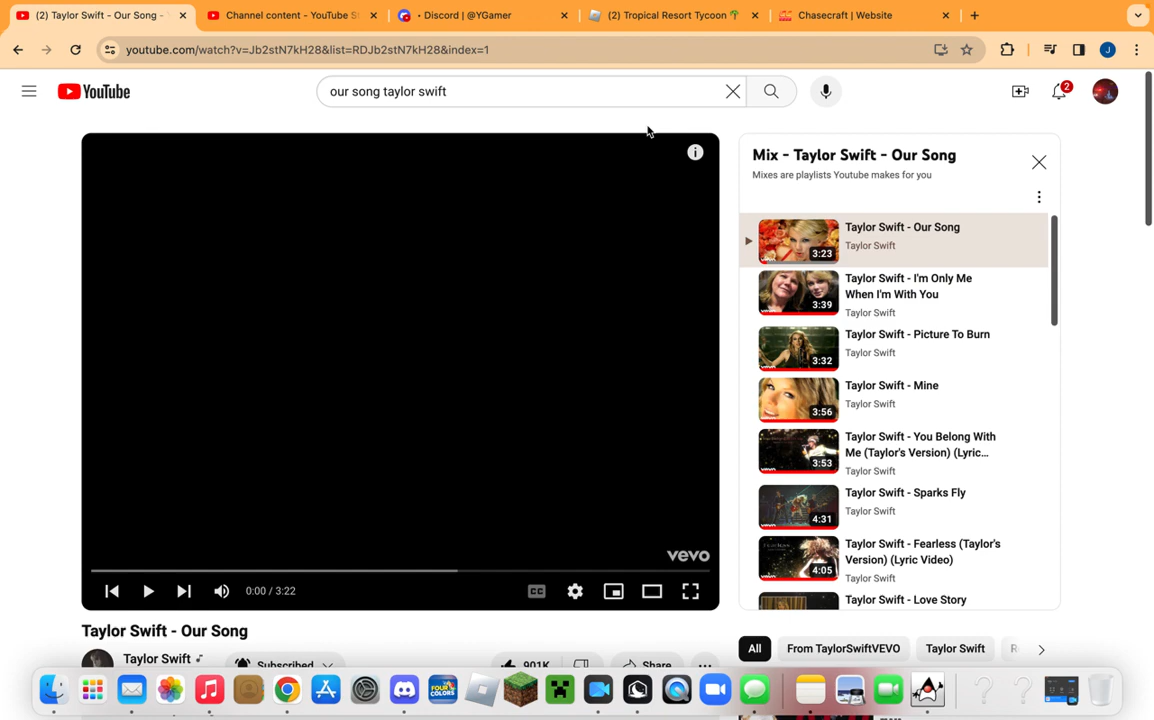 (2) Taylor Swift - Our Song -
Channel content - YouTube S
• Discord | @YGamer
(2) Tropical Resort Tycoon
Chasecraft | Website
youtube.com/watch?v=Jb2stN7kH28&list=RDJb2stN7kH28&index=1
J
YouTube
our song taylor swift
2
Mix - Taylor Swift - Our Song
Mixes are playlists Youtube makes for you
Taylor Swift - Our Song
Taylor Swift
3:23
Taylor Swift - I'm Only Me
When I'm With You
Taylor Swift
3:39
Taylor Swift - Picture To Burn
Taylor Swift
3:32
Taylor Swift - Mine
Taylor Swift
3:56
Taylor Swift - You Belong With
Me (Taylor's Version) (Lyric...
Taylor Swift
3:53
Taylor Swift - Sparks Fly
Taylor Swift
4:31
Taylor Swift - Fearless (Taylor's
Version) (Lyric Video)
Taylor Swift
4:05
Taylor Swift - Love Story
vevo
0:00 / 3:22
CC
Taylor Swift - Our Song
Taylor Swift
Subscribed
901K
Share
All
From TaylorSwiftVEVO
Taylor Swift
FOUR
COLORS
zoom